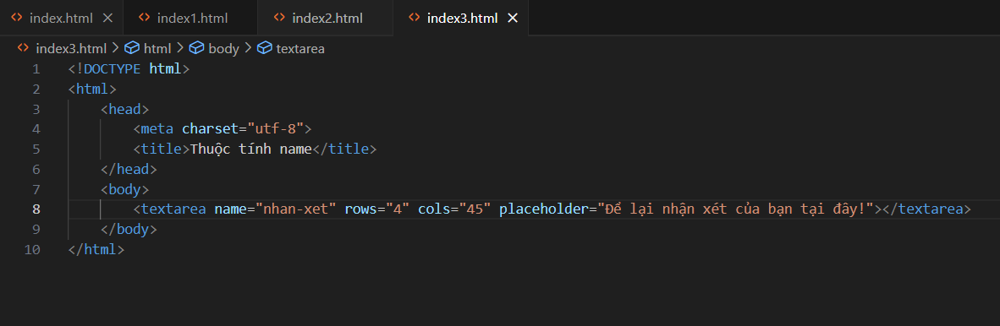 index.html index1.html index2.html index3.html
index3.html > html > body > textarea
1 <!DOCTYPE html>
2 <html>
3 <head>
4 <meta charset="utf-8">
5 <title>Thuộc tính name</title>
6 </head>
7 <body>
8 <textarea name="nhan-xet" rows="4" cols="45" placeholder="Để lại nhận xét của bạn tại đây!"></textarea>
9 </body>
10 </html>